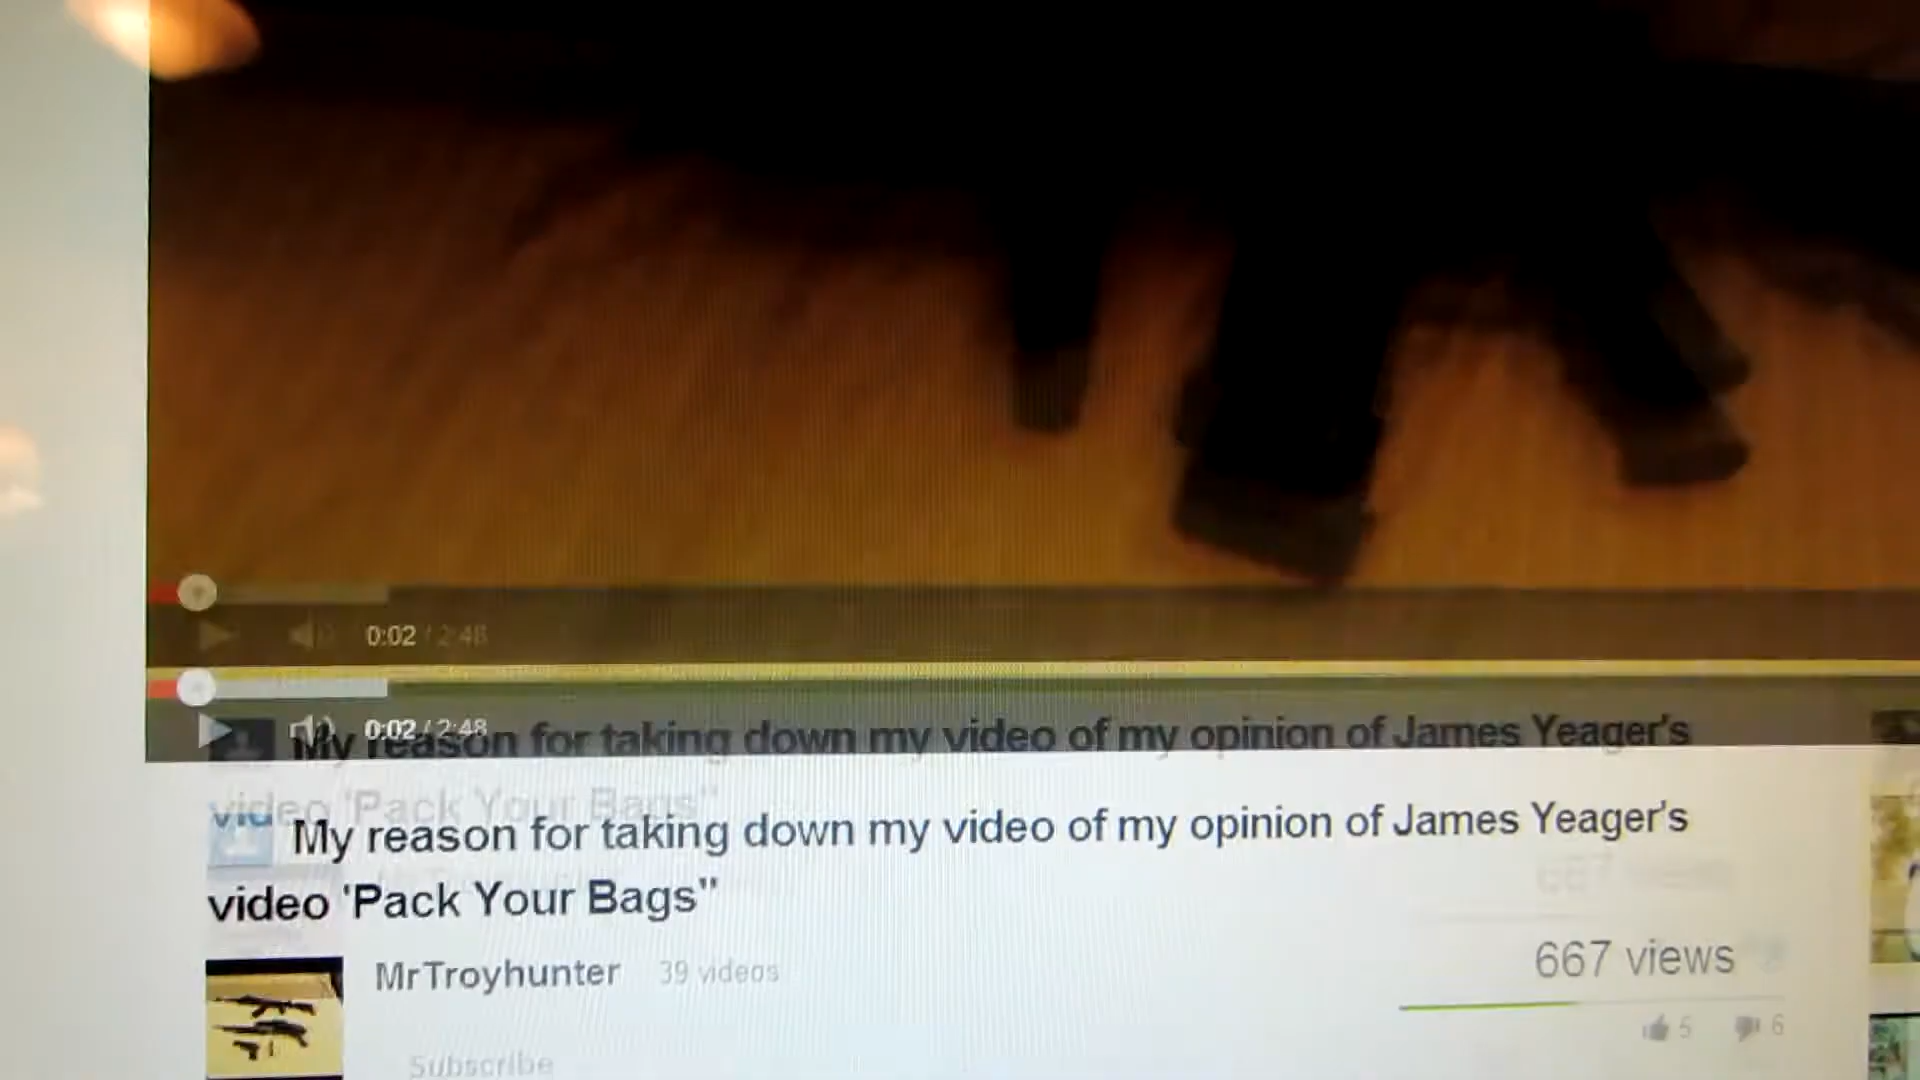 0:02 / 2:48
0:02 / 2:48
My reason for taking down my video of my opinion of James Yeager's
video 'Pack Your Bags"
My reason for taking down my video of my opinion of James Yeager's
video 'Pack Your Bags"
667 views
MrTroyhunter 39 videos
667 views
5 6
Subscribe